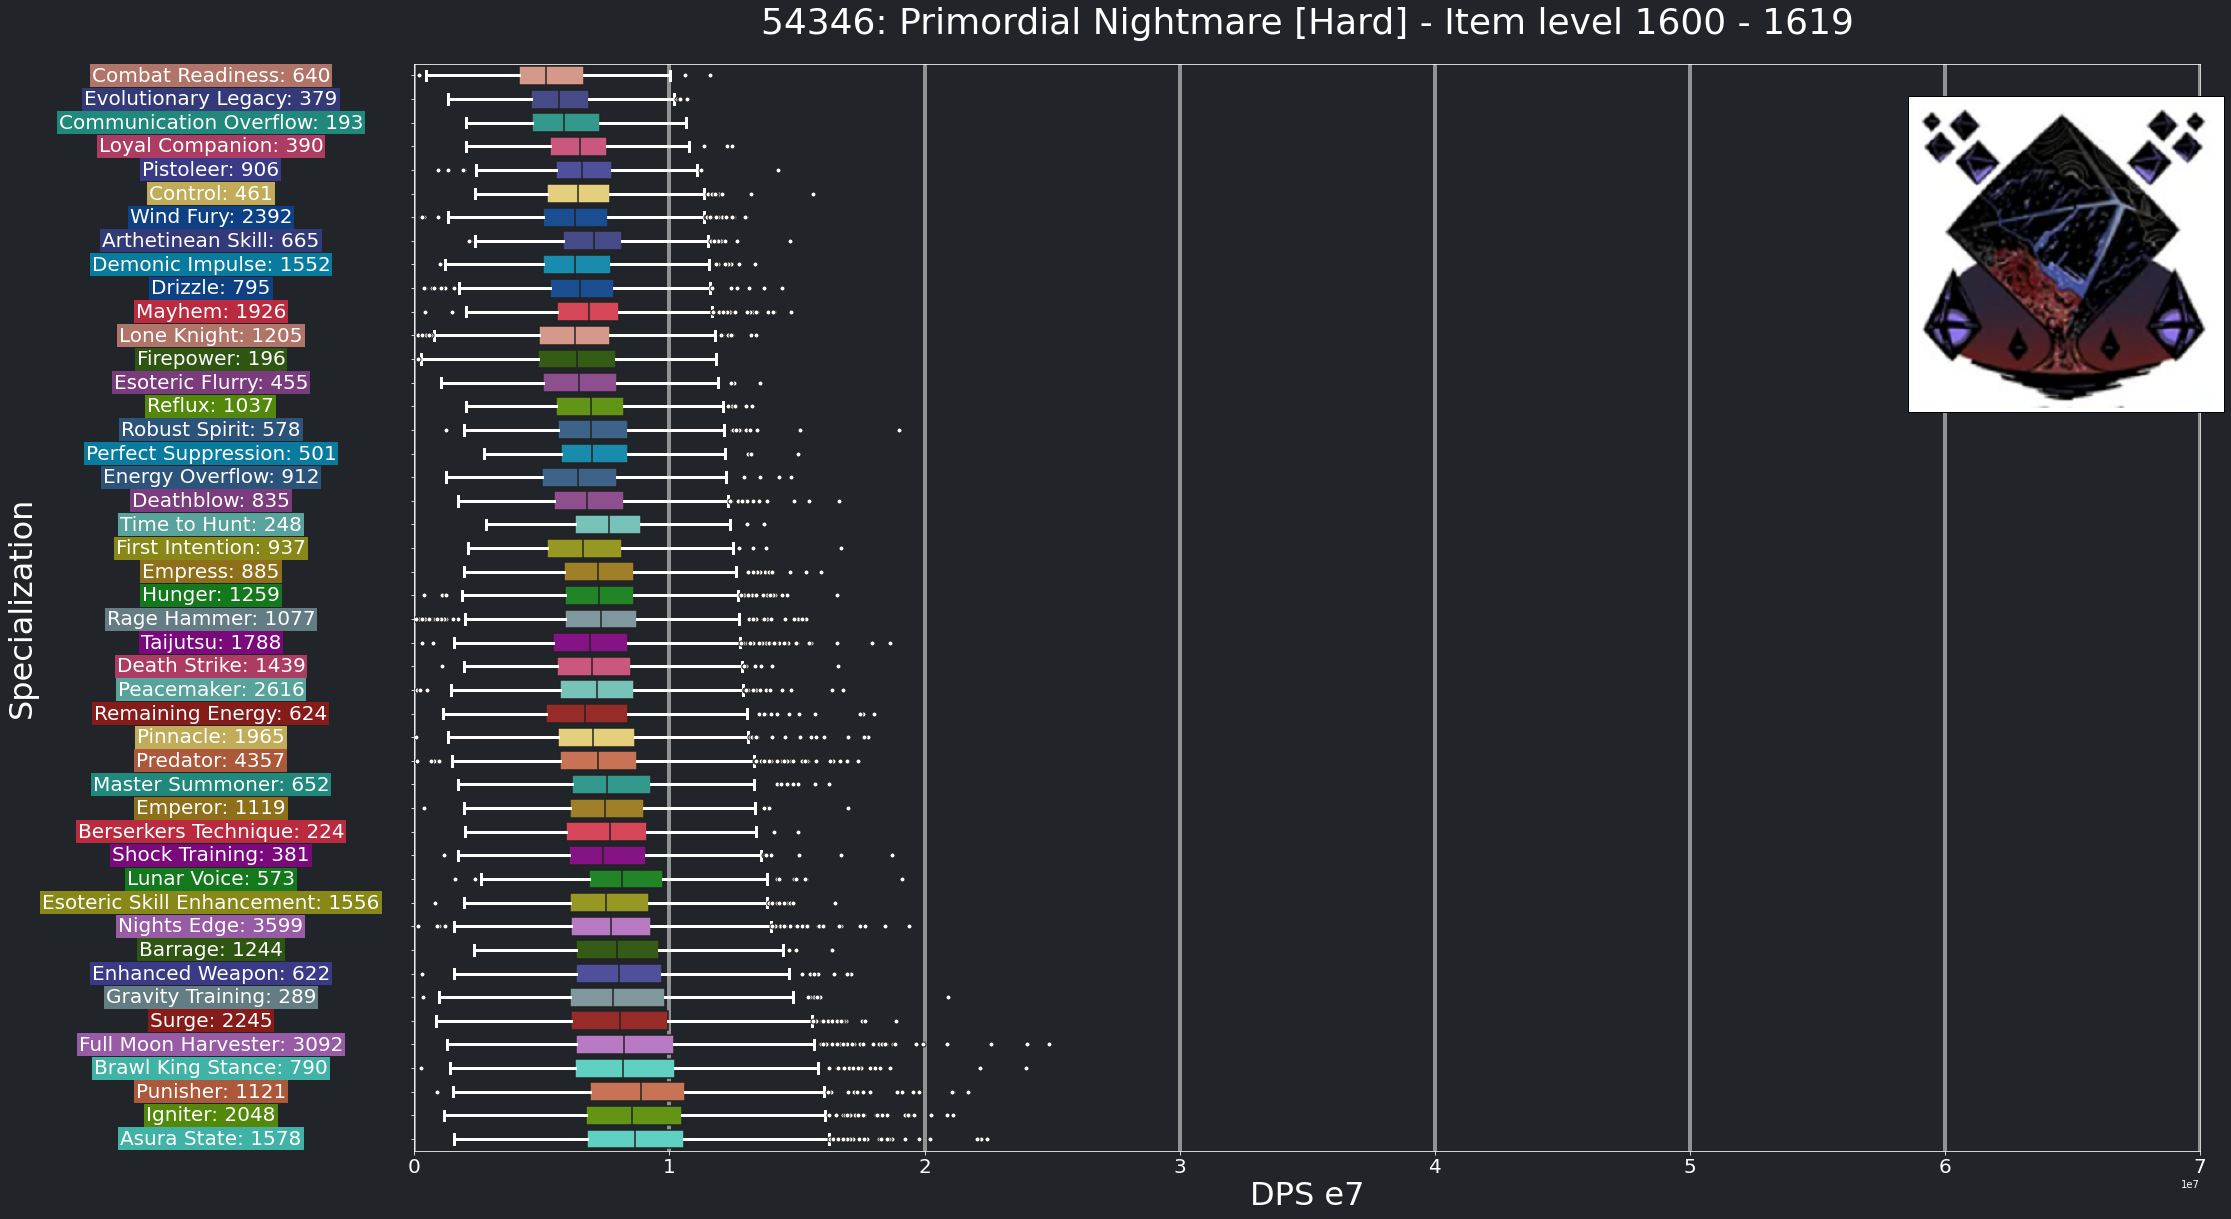 54346: Primordial Nightmare [Hard] - Item level 1600 - 1619
Specialization
Combat Readiness: 640
Evolutionary Legacy: 379
Communication Overflow: 193
Loyal Companion: 390
Pistoleer: 906
Control: 461
Wind Fury: 2392
Arthetinean Skill: 665
Demonic Impulse: 1552
Drizzle: 795
Mayhem: 1926
Lone Knight: 1205
Firepower: 196
Esoteric Flurry: 455
Reflux: 1037
Robust Spirit: 578
Perfect Suppression: 501
Energy Overflow: 912
Deathblow: 835
Time to Hunt: 248
First Intention: 937
Empress: 885
Hunger: 1259
Rage Hammer: 1077
Taijutsu: 1788
Death Strike: 1439
Peacemaker: 2616
Remaining Energy: 624
Pinnacle: 1965
Predator: 4357
Master Summoner: 652
Emperor: 1119
Berserkers Technique: 224
Shock Training: 381
Lunar Voice: 573
Esoteric Skill Enhancement: 1556
Nights Edge: 3599
Barrage: 1244
Enhanced Weapon: 622
Gravity Training: 289
Surge: 2245
Full Moon Harvester: 3092
Brawl King Stance: 790
Punisher: 1121
Igniter: 2048
Asura State: 1578
0 1 2 3 4 5 6 7
1e7
DPS e7